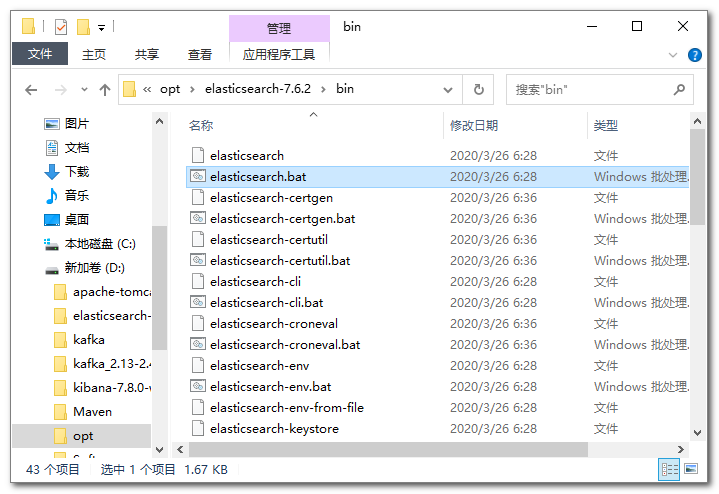 管理
bin
文件 主页 共享 查看 应用程序工具
« opt › elasticsearch-7.6.2 › bin
搜索"bin"
图片
文档
下载
音乐
桌面
本地磁盘 (C:)
新加卷 (D:)
apache-tomca
elasticsearch-
kafka
kafka_2.13-2.4
kibana-7.8.0-w
Maven
opt
名称 修改日期 类型
elasticsearch 2020/3/26 6:28 文件
elasticsearch.bat 2020/3/26 6:28 Windows 批处理
elasticsearch-certgen 2020/3/26 6:36 文件
elasticsearch-certgen.bat 2020/3/26 6:36 Windows 批处理
elasticsearch-certutil 2020/3/26 6:36 文件
elasticsearch-certutil.bat 2020/3/26 6:36 Windows 批处理
elasticsearch-cli 2020/3/26 6:28 文件
elasticsearch-cli.bat 2020/3/26 6:28 Windows 批处理
elasticsearch-croneval 2020/3/26 6:36 文件
elasticsearch-croneval.bat 2020/3/26 6:36 Windows 批处理
elasticsearch-env 2020/3/26 6:28 文件
elasticsearch-env.bat 2020/3/26 6:28 Windows 批处理
elasticsearch-env-from-file 2020/3/26 6:28 文件
elasticsearch-keystore 2020/3/26 6:28 文件
43 个项目 选中 1 个项目 1.67 KB